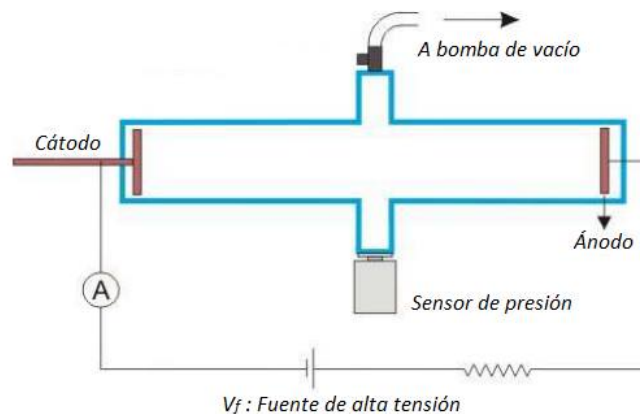 A bomba de vacío
Cátodo
Ánodo
A
Sensor de presión
Vf : Fuente de alta tensión